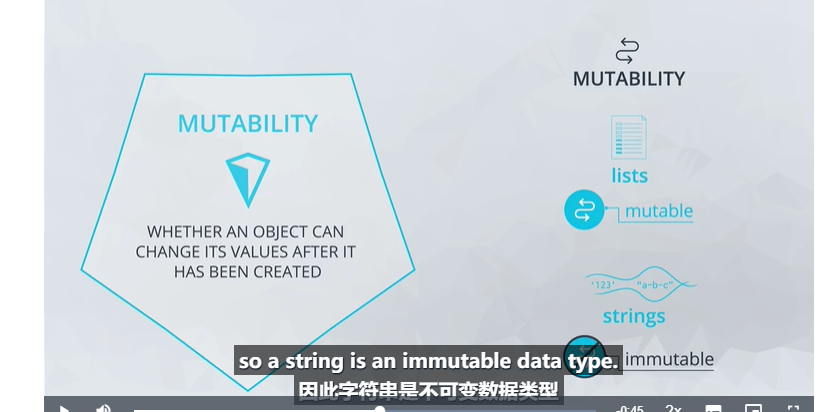 MUTABILITY
WHETHER AN OBJECT CAN
CHANGE ITS VALUES AFTER IT
HAS BEEN CREATED
MUTABILITY
lists
mutable
'123' "a-b-c"
strings
immutable
so a string is an immutable data type.
因此字符串是不可变数据类型
-0:45 2x